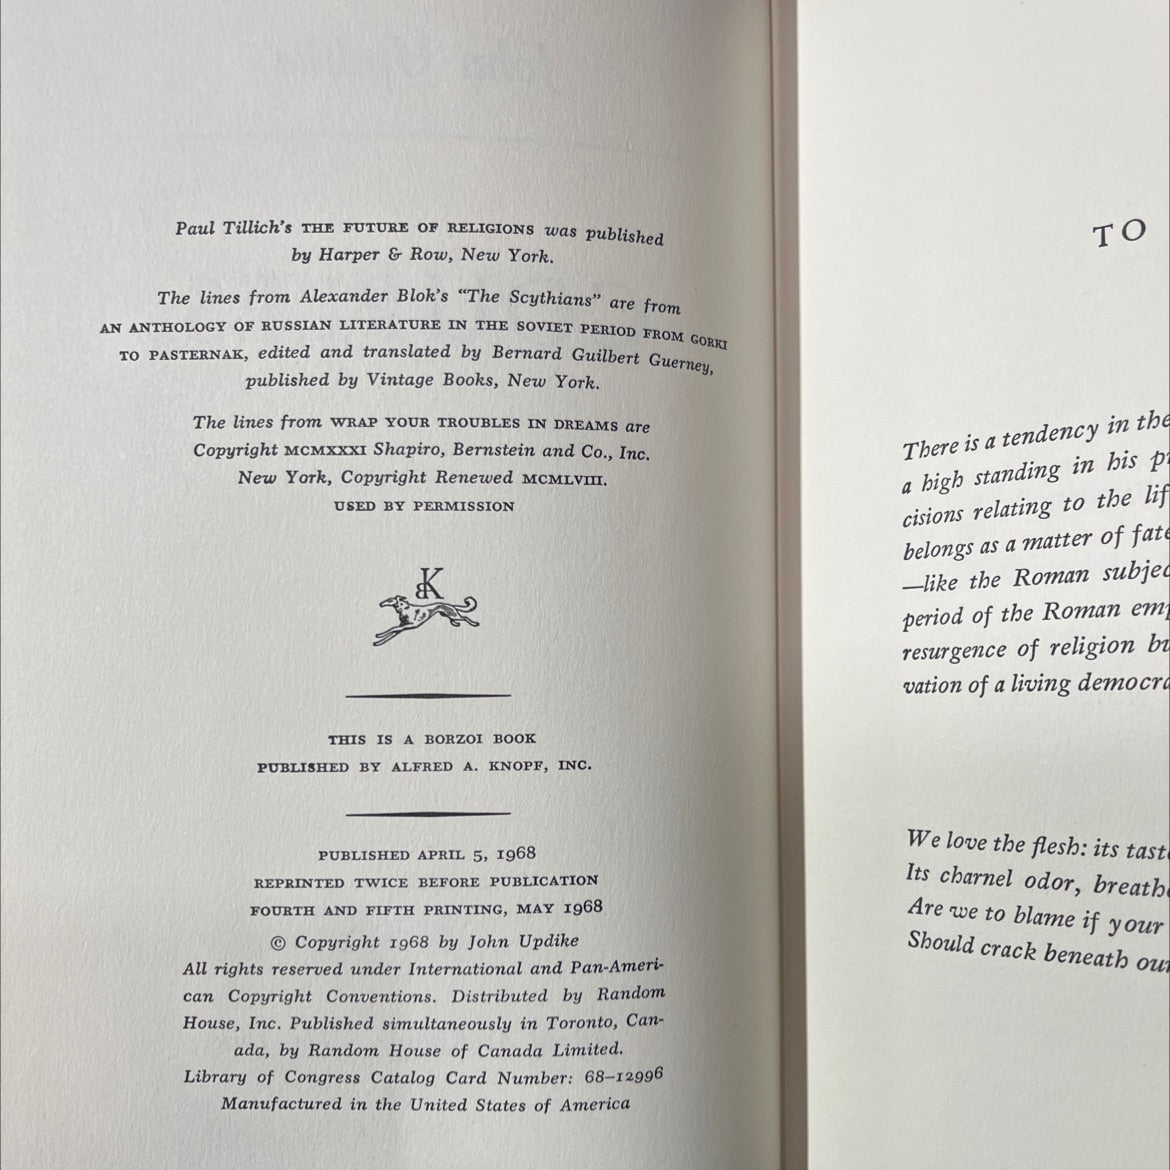 Paul Tillich's THE FUTURE OF RELIGIONS was published
by Harper & Row, New York.
The lines from Alexander Blok's "The Scythians" are from
AN ANTHOLOGY OF RUSSIAN LITERATURE IN THE SOVIET PERIOD FROM GORKI
TO PASTERNAK, edited and translated by Bernard Guilbert Guerney,
published by Vintage Books, New York.
The lines from WRAP YOUR TROUBLES IN DREAMS are
Copyright MCMXXXI Shapiro, Bernstein and Co., Inc.
New York, Copyright Renewed MCMLVIII.
USED BY PERMISSION
BK
THIS IS A BORZOI BOOK
PUBLISHED BY ALFRED A. KNOPF, INC.
PUBLISHED APRIL 5, 1968
REPRINTED TWICE BEFORE PUBLICATION
FOURTH AND FIFTH PRINTING, MAY 1968
© Copyright 1968 by John Updike
All rights reserved under International and Pan-Ameri-
can Copyright Conventions. Distributed by Random
House, Inc. Published simultaneously in Toronto, Can-
ada, by Random House of Canada Limited.
Library of Congress Catalog Card Number: 68-12996
Manufactured in the United States of America
TO
There is a tendency in the
a high standing in his
cisions relating to the
belongs as a matter of
—like the Roman
period of the Roman
resurgence of religion
vation of a living
We love the flesh: its
Its charnel odor,
Are we to blame if your
Should crack beneath